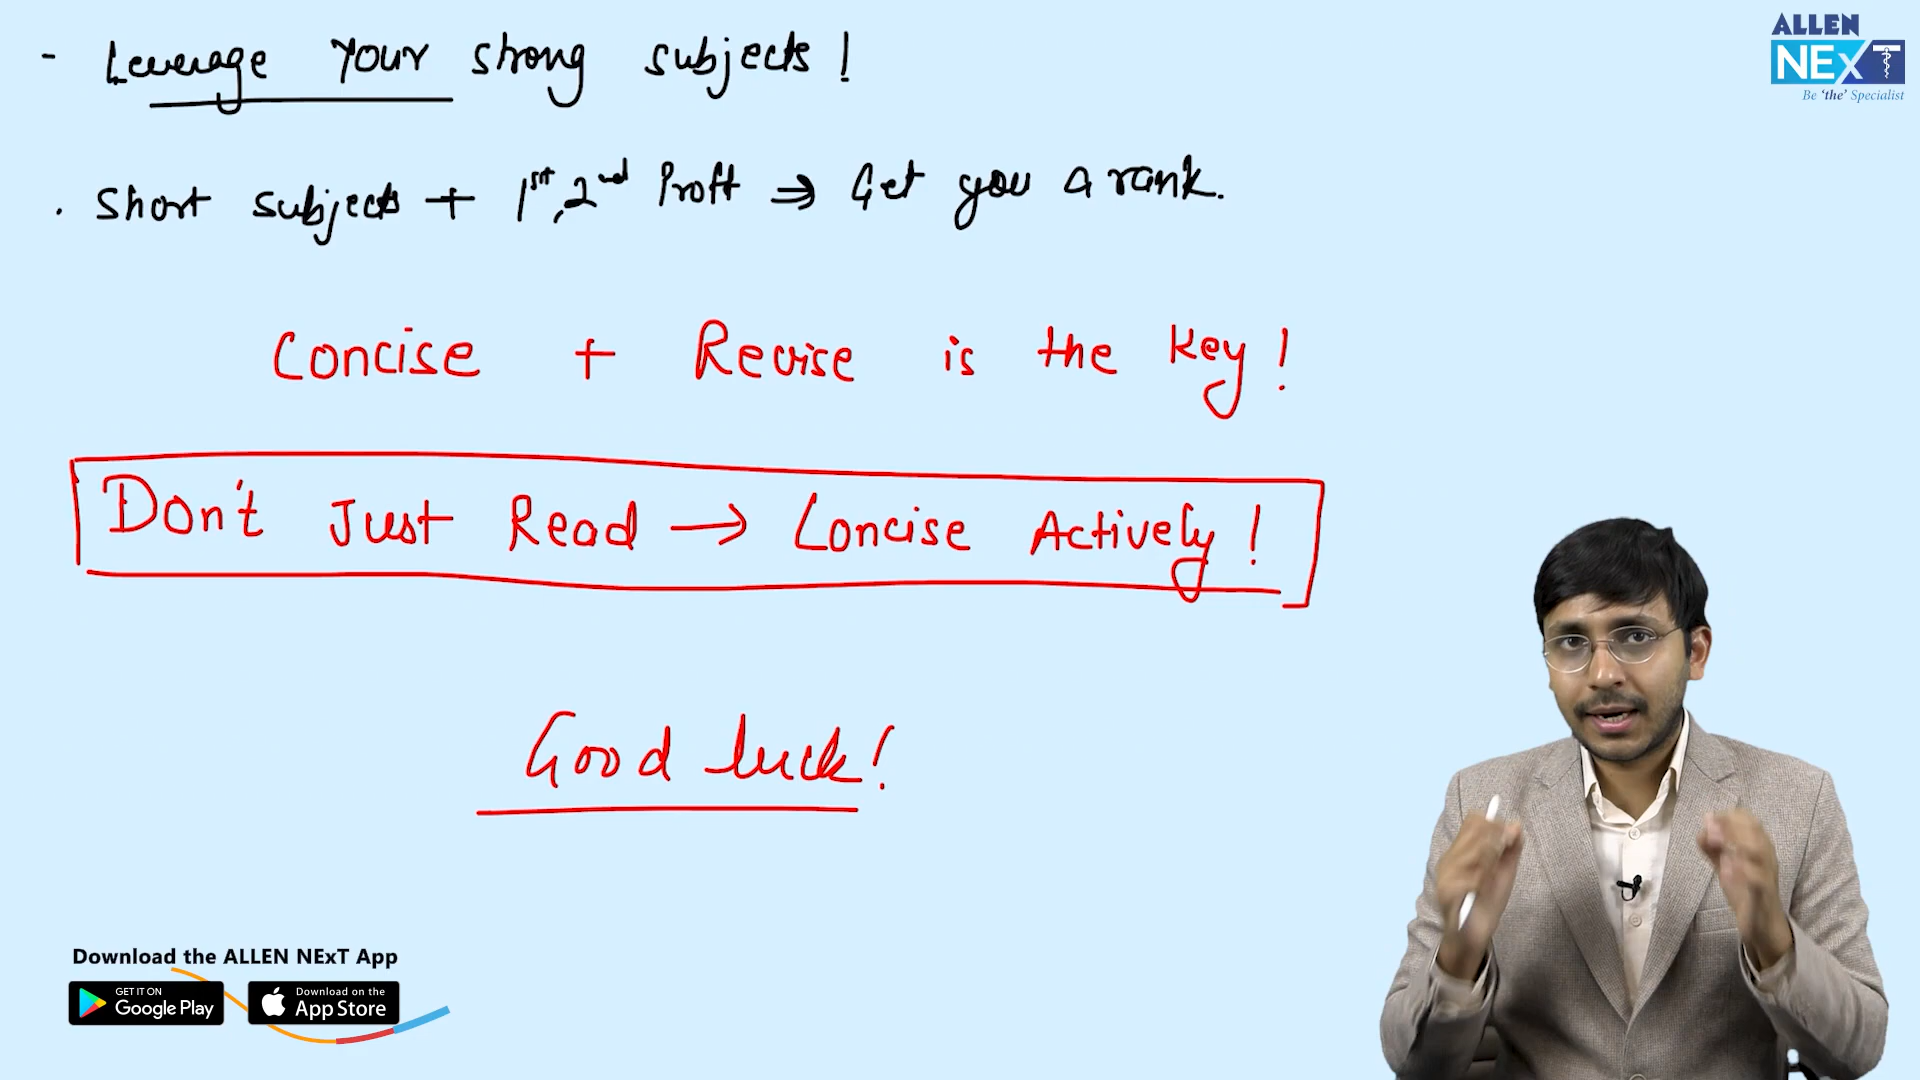 - Leverage Your strong subjects!
ALLEN
NExT
Be 'the' Specialist
. Short subjects + 1st, 2nd Proff ⇒ Get you a rank.
Concise + Revise is the key!
Don't Just Read → Concise Actively!
Good luck!
Download the ALLEN NExT App
GET IT ON
Google Play
Download on the
App Store